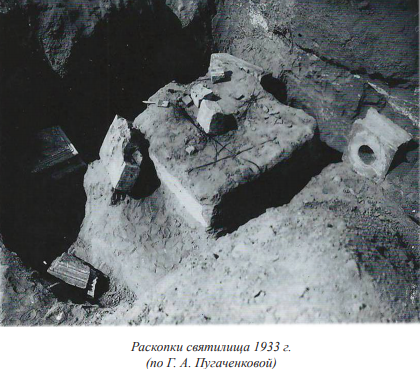 Раскопки святилища 1933 г.
(по Г. А. Пугаченковой)